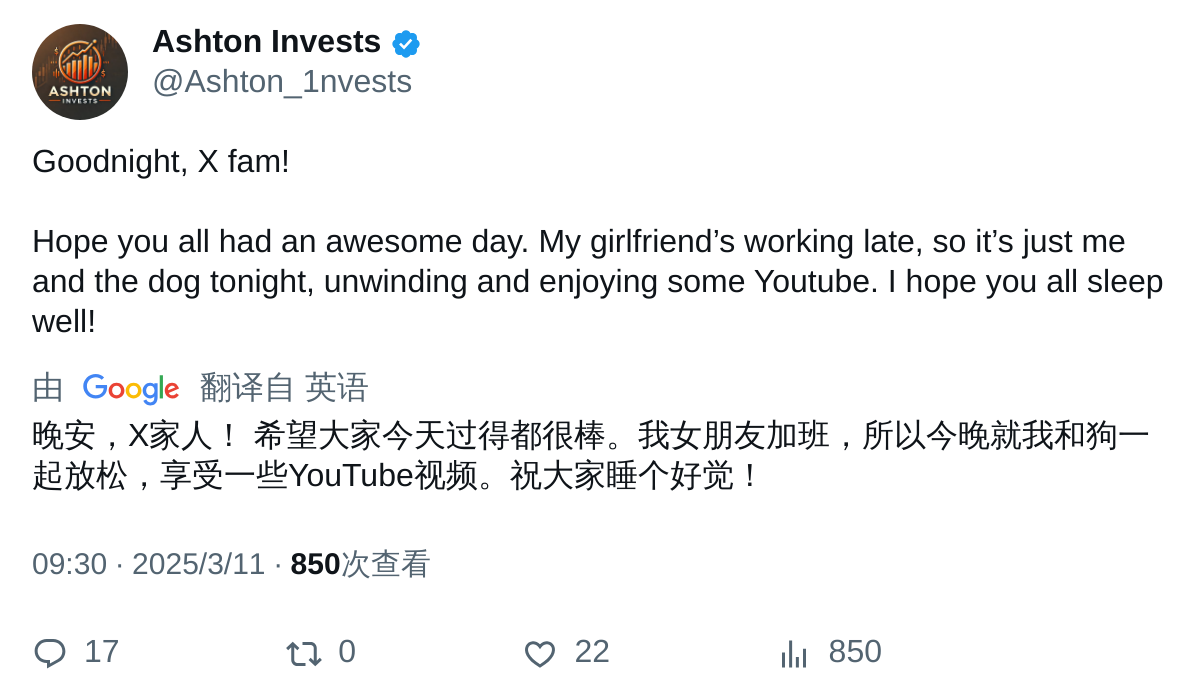 ASHTON
INVESTS
Ashton Invests
@Ashton_1nvests
Goodnight, X fam!
Hope you all had an awesome day. My girlfriend’s working late, so it’s just me
and the dog tonight, unwinding and enjoying some Youtube. I hope you all sleep
well!
由 Google 翻译自 英语
晚安，X家人！ 希望大家今天过得都很棒。我女朋友加班，所以今晚就我和狗一
起放松，享受一些YouTube视频。祝大家睡个好觉！
09:30 · 2025/3/11 · 850次查看
17 0 22 850